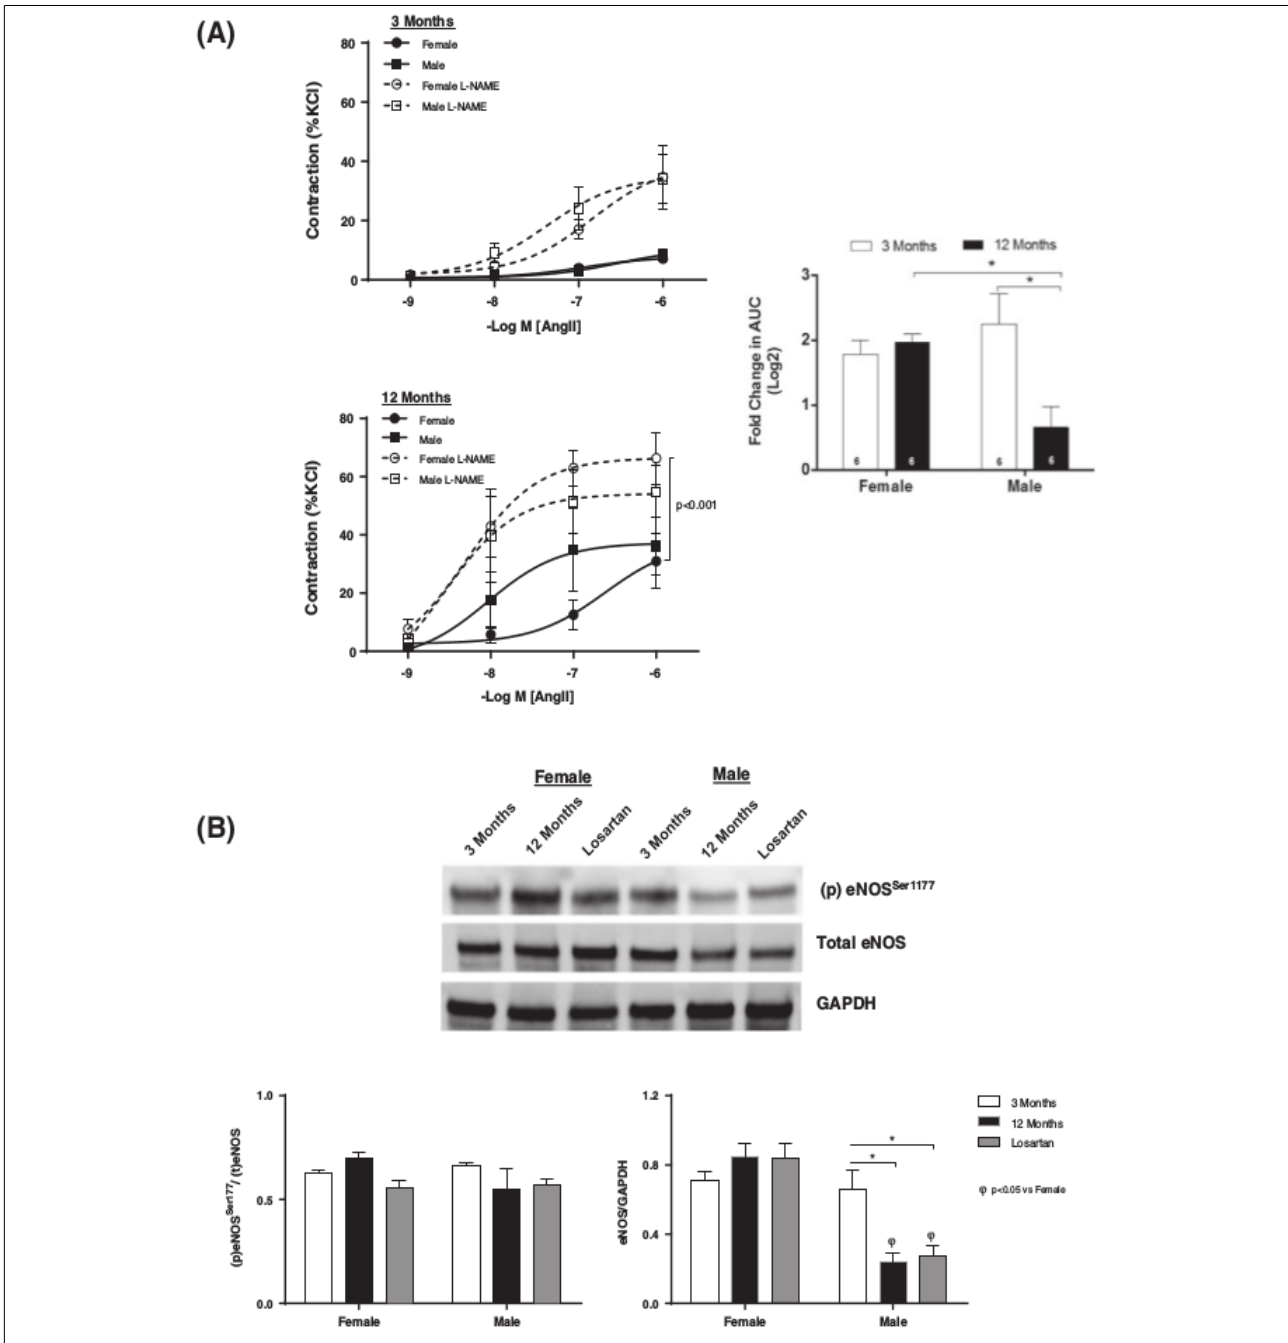 (A)
3 Months
Female
Male
Female L-NAME
Male L-NAME
Contraction (%KCl)
80
60
40
20
0
-9 -8 -7 -6
-Log M [AngII]
3 Months 12 Months
*
*
Fold Change in AUC
(Log2)
3
2
1
0
6 6 6 6
Female Male
12 Months
Female
Male
Female L-NAME
Male L-NAME
Contraction (%KCl)
80
60
40
20
0
p<0.001
-9 -8 -7 -6
-Log M [AngII]
(B)
Female Male
3 Months 12 Months Losartan 3 Months 12 Months Losartan
(p) eNOSSer1177
Total eNOS
GAPDH
(p)eNOSSer177/ (t)eNOS
1.0
0.5
0.0
Female Male
eNOS/GAPDH
1.2
0.8
0.4
0.0
*
*
φ φ
Female Male
3 Months
12 Months
Losartan
φ p<0.05 vs Female